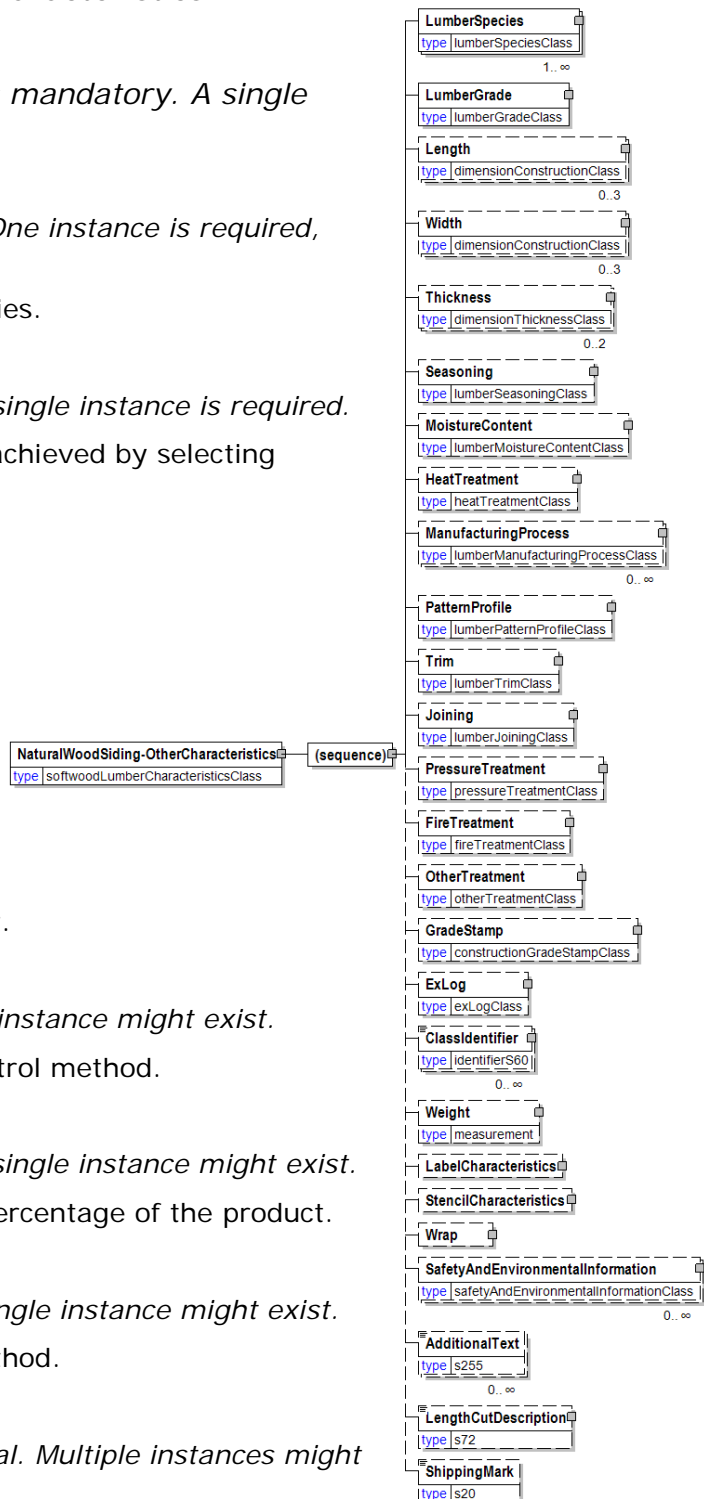 mandatory. A single
One instance is required,
ies.
single instance is required.
achieved by selecting
instance might exist.
trol method.
single instance might exist.
ercentage of the product.
ngle instance might exist.
thod.
al. Multiple instances might
NaturalWoodSiding-OtherCharacteristics
type softwoodLumberCharacteristicsClass
(sequence)
LumberSpecies
type lumberSpeciesClass
1..∞
LumberGrade
type lumberGradeClass
Length
type dimensionConstructionClass
0..3
Width
type dimensionConstructionClass
0..3
Thickness
type dimensionThicknessClass
0..2
Seasoning
type lumberSeasoningClass
MoistureContent
type lumberMoistureContentClass
HeatTreatment
type heatTreatmentClass
ManufacturingProcess
type lumberManufacturingProcessClass
0..∞
PatternProfile
type lumberPatternProfileClass
Trim
type lumberTrimClass
Joining
type lumberJoiningClass
PressureTreatment
type pressureTreatmentClass
FireTreatment
type fireTreatmentClass
OtherTreatment
type otherTreatmentClass
GradeStamp
type constructionGradeStampClass
ExLog
type exLogClass
ClassIdentifier
type identifierS60
0..∞
Weight
type measurement
LabelCharacteristics
StencilCharacteristics
Wrap
SafetyAndEnvironmentalInformation
type safetyAndEnvironmentalInformationClass
0..∞
AdditionalText
type s255
0..∞
LengthCutDescription
type s72
ShippingMark
type s20